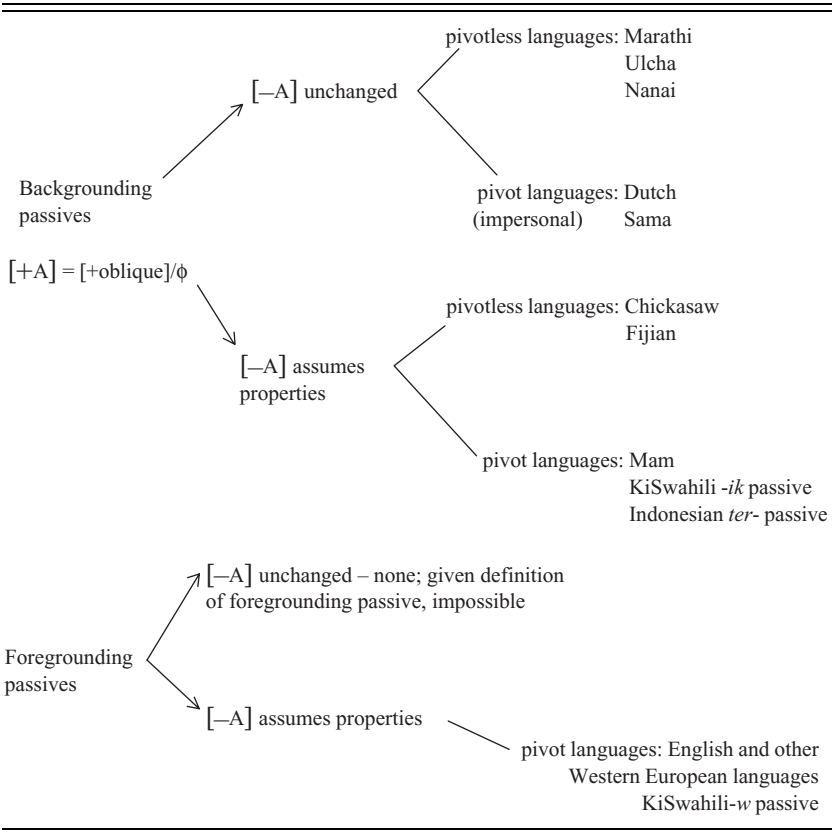 pivotless languages: Marathi
Ulcha
Nanai
[–A] unchanged
Backgrounding
passives
pivot languages: Dutch
(impersonal) Sama
[+A] = [+oblique]/ϕ
pivotless languages: Chickasaw
Fijian
[–A] assumes
properties
pivot languages: Mam
KiSwahili -ik passive
Indonesian ter- passive
[–A] unchanged – none; given definition
of foregrounding passive, impossible
Foregrounding
passives
[–A] assumes properties
pivot languages: English and other
Western European languages
KiSwahili-w passive